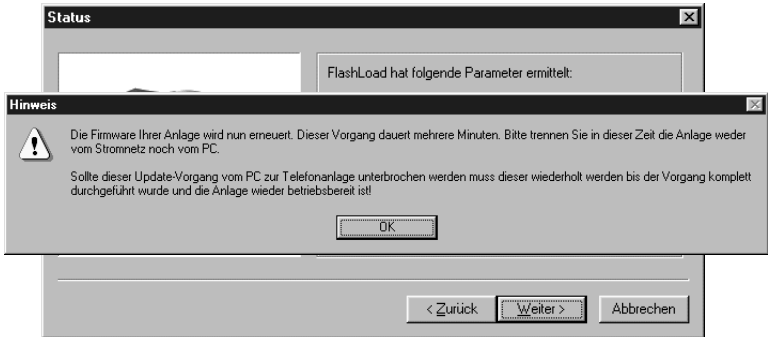 Status
FlashLoad hat folgende Parameter ermittelt:
Hinweis
Die Firmware Ihrer Anlage wird nun erneuert. Dieser Vorgang dauert mehrere Minuten. Bitte trennen Sie in dieser Zeit die Anlage weder
vom Stromnetz noch vom PC.
Sollte dieser Update-Vorgang vom PC zur Telefonanlage unterbrochen werden muss dieser wiederholt werden bis der Vorgang komplett
durchgeführt wurde und die Anlage wieder betriebsbereit ist!
OK
< Zurück Weiter > Abbrechen